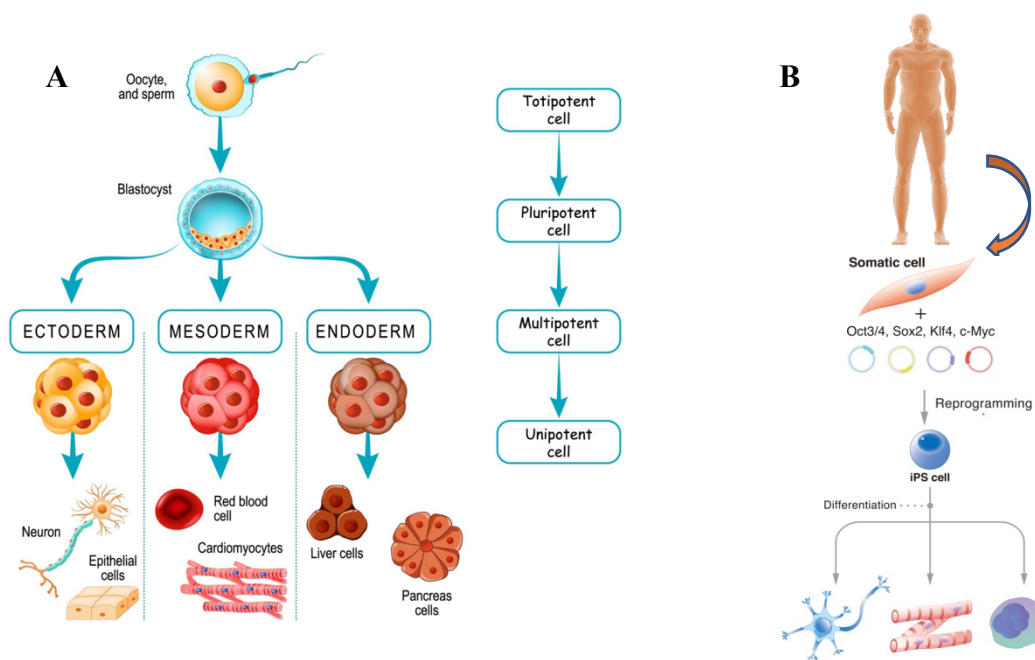 A
Oocyte,
and sperm
Blastocyst
ECTODERM
MESODERM
ENDODERM
Neuron
Epithelial
cells
Red blood
cell
Cardiomyocytes
Liver cells
Pancreas
cells
Totipotent
cell
Pluripotent
cell
Multipotent
cell
Unipotent
cell
B
Somatic cell
+
Oct3/4, Sox2, Klf4, c-Myc
Reprogramming
iPS cell
Differentiation